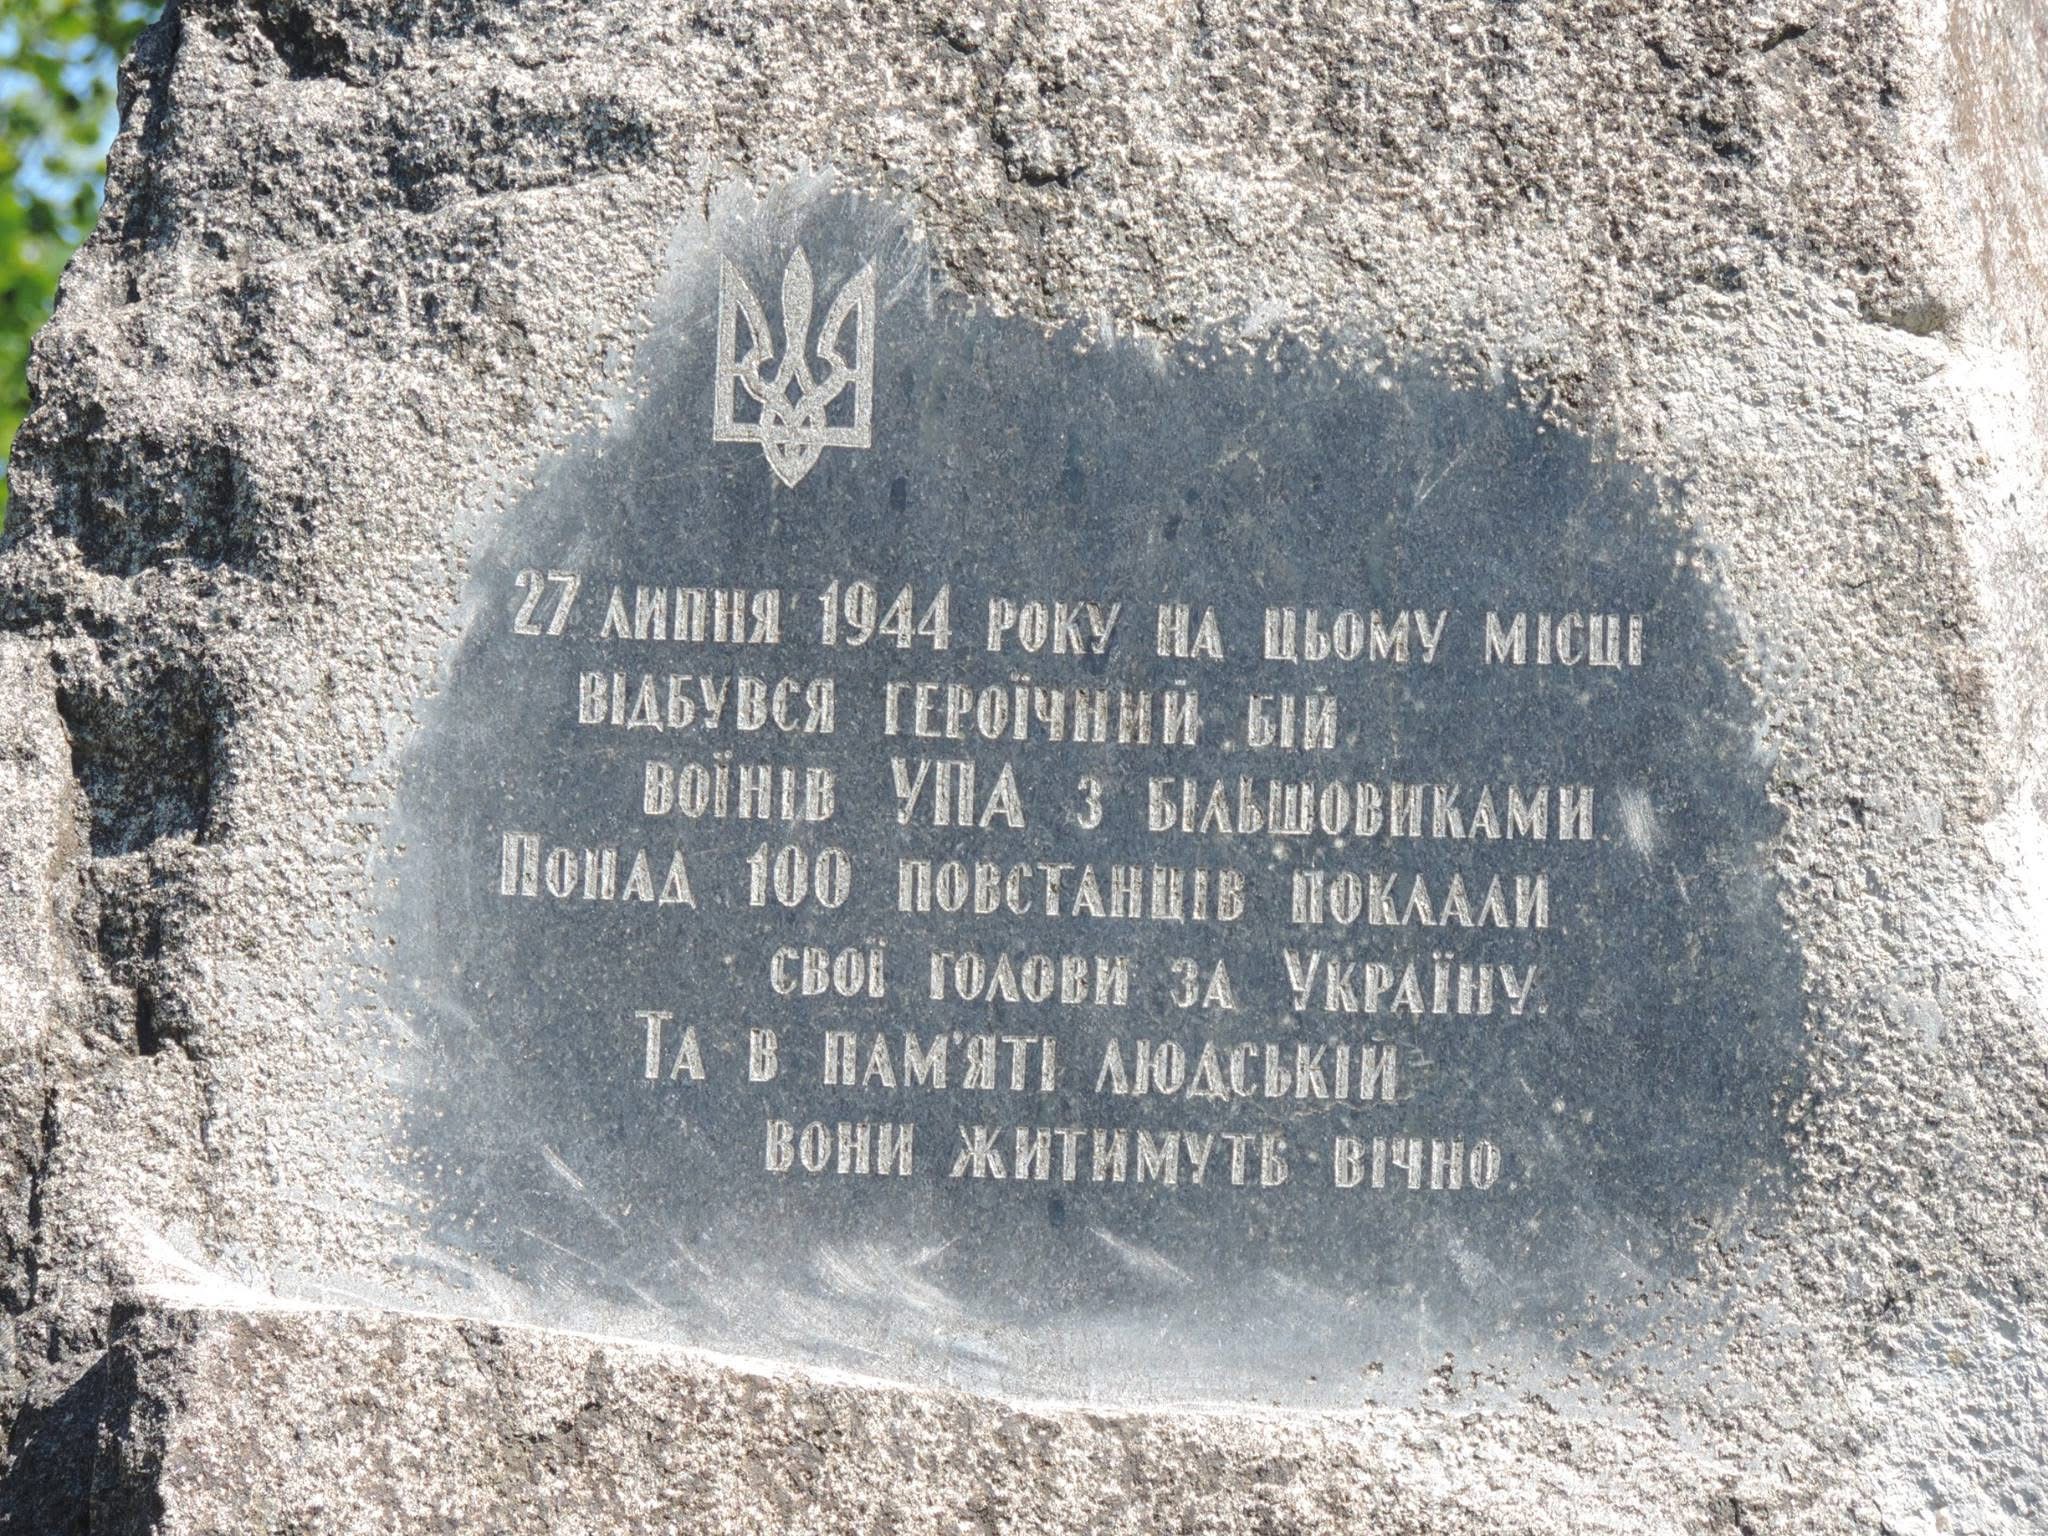 27 липня 1944 року на цьому місці
відбувся героїчний бій
воїнів УПА з більшовиками
Понад 100 повстанців поклали
свої голови за Україну.
Та в пам'яті людській
вони житимуть вічно.